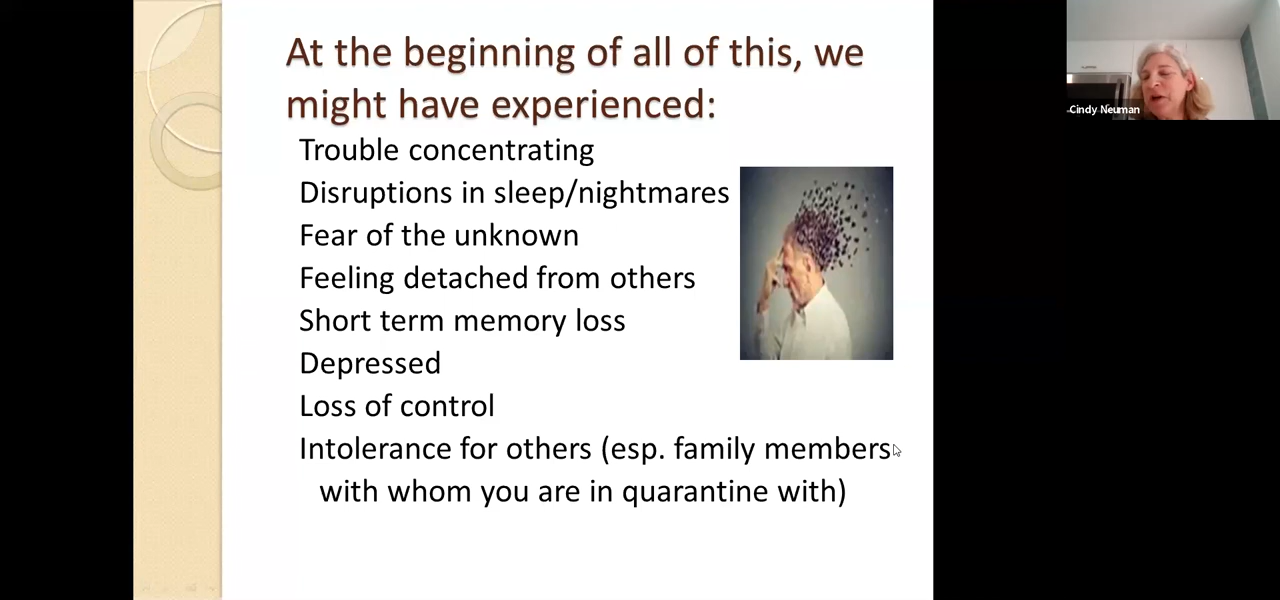 At the beginning of all of this, we
might have experienced:
Trouble concentrating
Disruptions in sleep/nightmares
Fear of the unknown
Feeling detached from others
Short term memory loss
Depressed
Loss of control
Intolerance for others (esp. family members
with whom you are in quarantine with)
Cindy Neuman